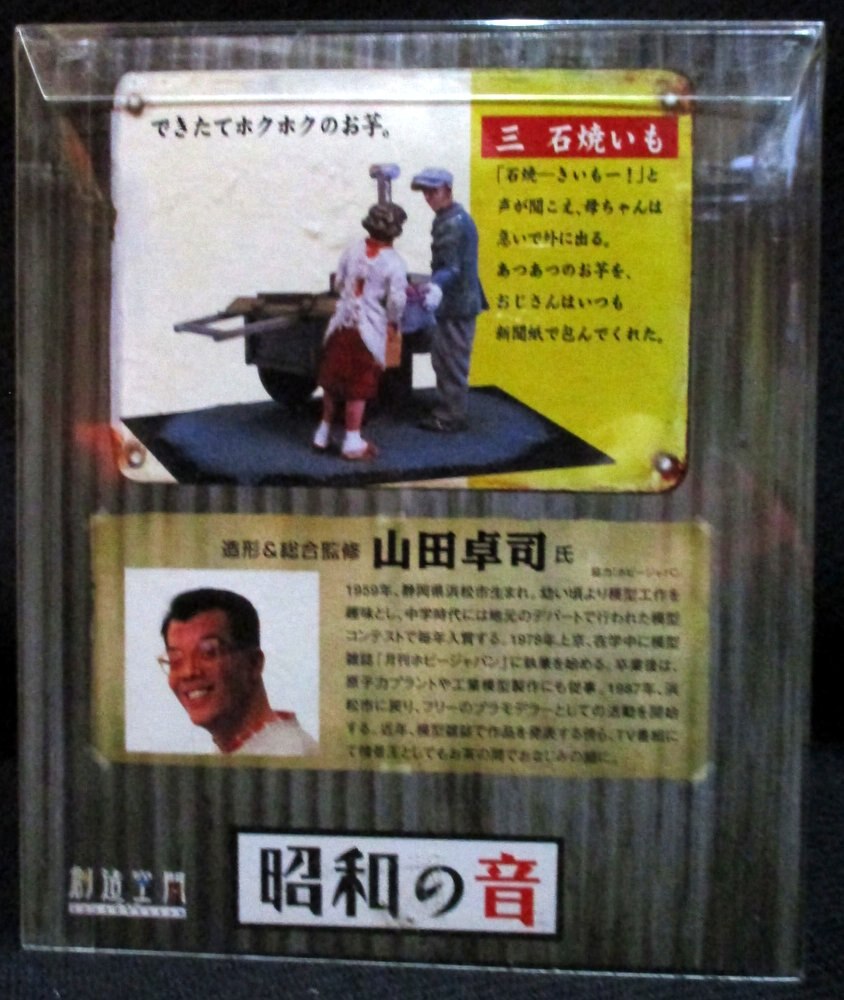 できたてホクホクのお芋。
三 石焼いも
「石焼―きいもー!」と
声が聞こえ、母ちゃんは
急いで外に出る。
あつあつのお芋を、
おじさんはいつも
新聞紙で包んでくれた。
造形&総合監修 山田卓司氏
協力:ホビージャパン
1959年、静岡県浜松市生まれ。幼い頃より模型工作を
趣味とし、中学時代には地元のデパートで行われた模型
コンテストで毎年入賞する。1978年上京、在学中に模型
雑誌「月刊ホビージャパン」に執筆を始める。卒業後は、
原子力プラントや工業模型製作にも従事。1987年、浜
松市に戻り、フリーのプラモデラーとしての活動を開始
する。近年、模型雑誌で作品を発表する傍ら、TV番組に
てもお茶の間でおなじみの顔に。
創造空間
昭和の音